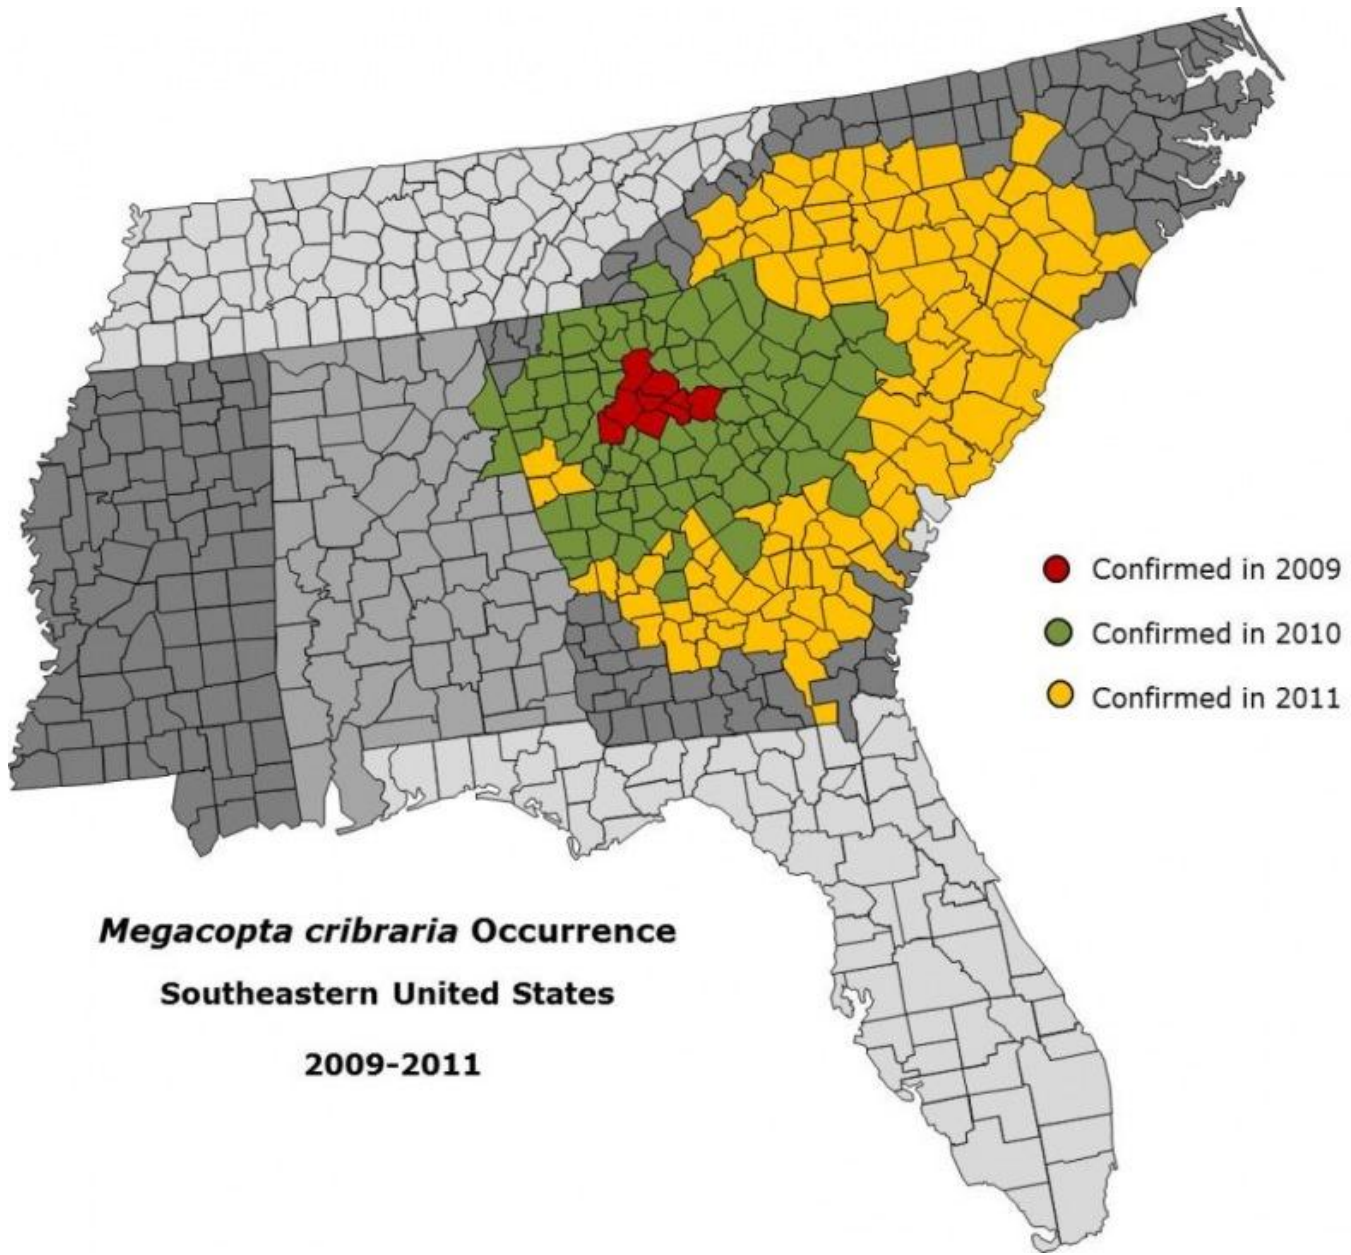 Confirmed in 2009
Confirmed in 2010
Confirmed in 2011
Megacopta cribraria Occurrence
Southeastern United States
2009-2011